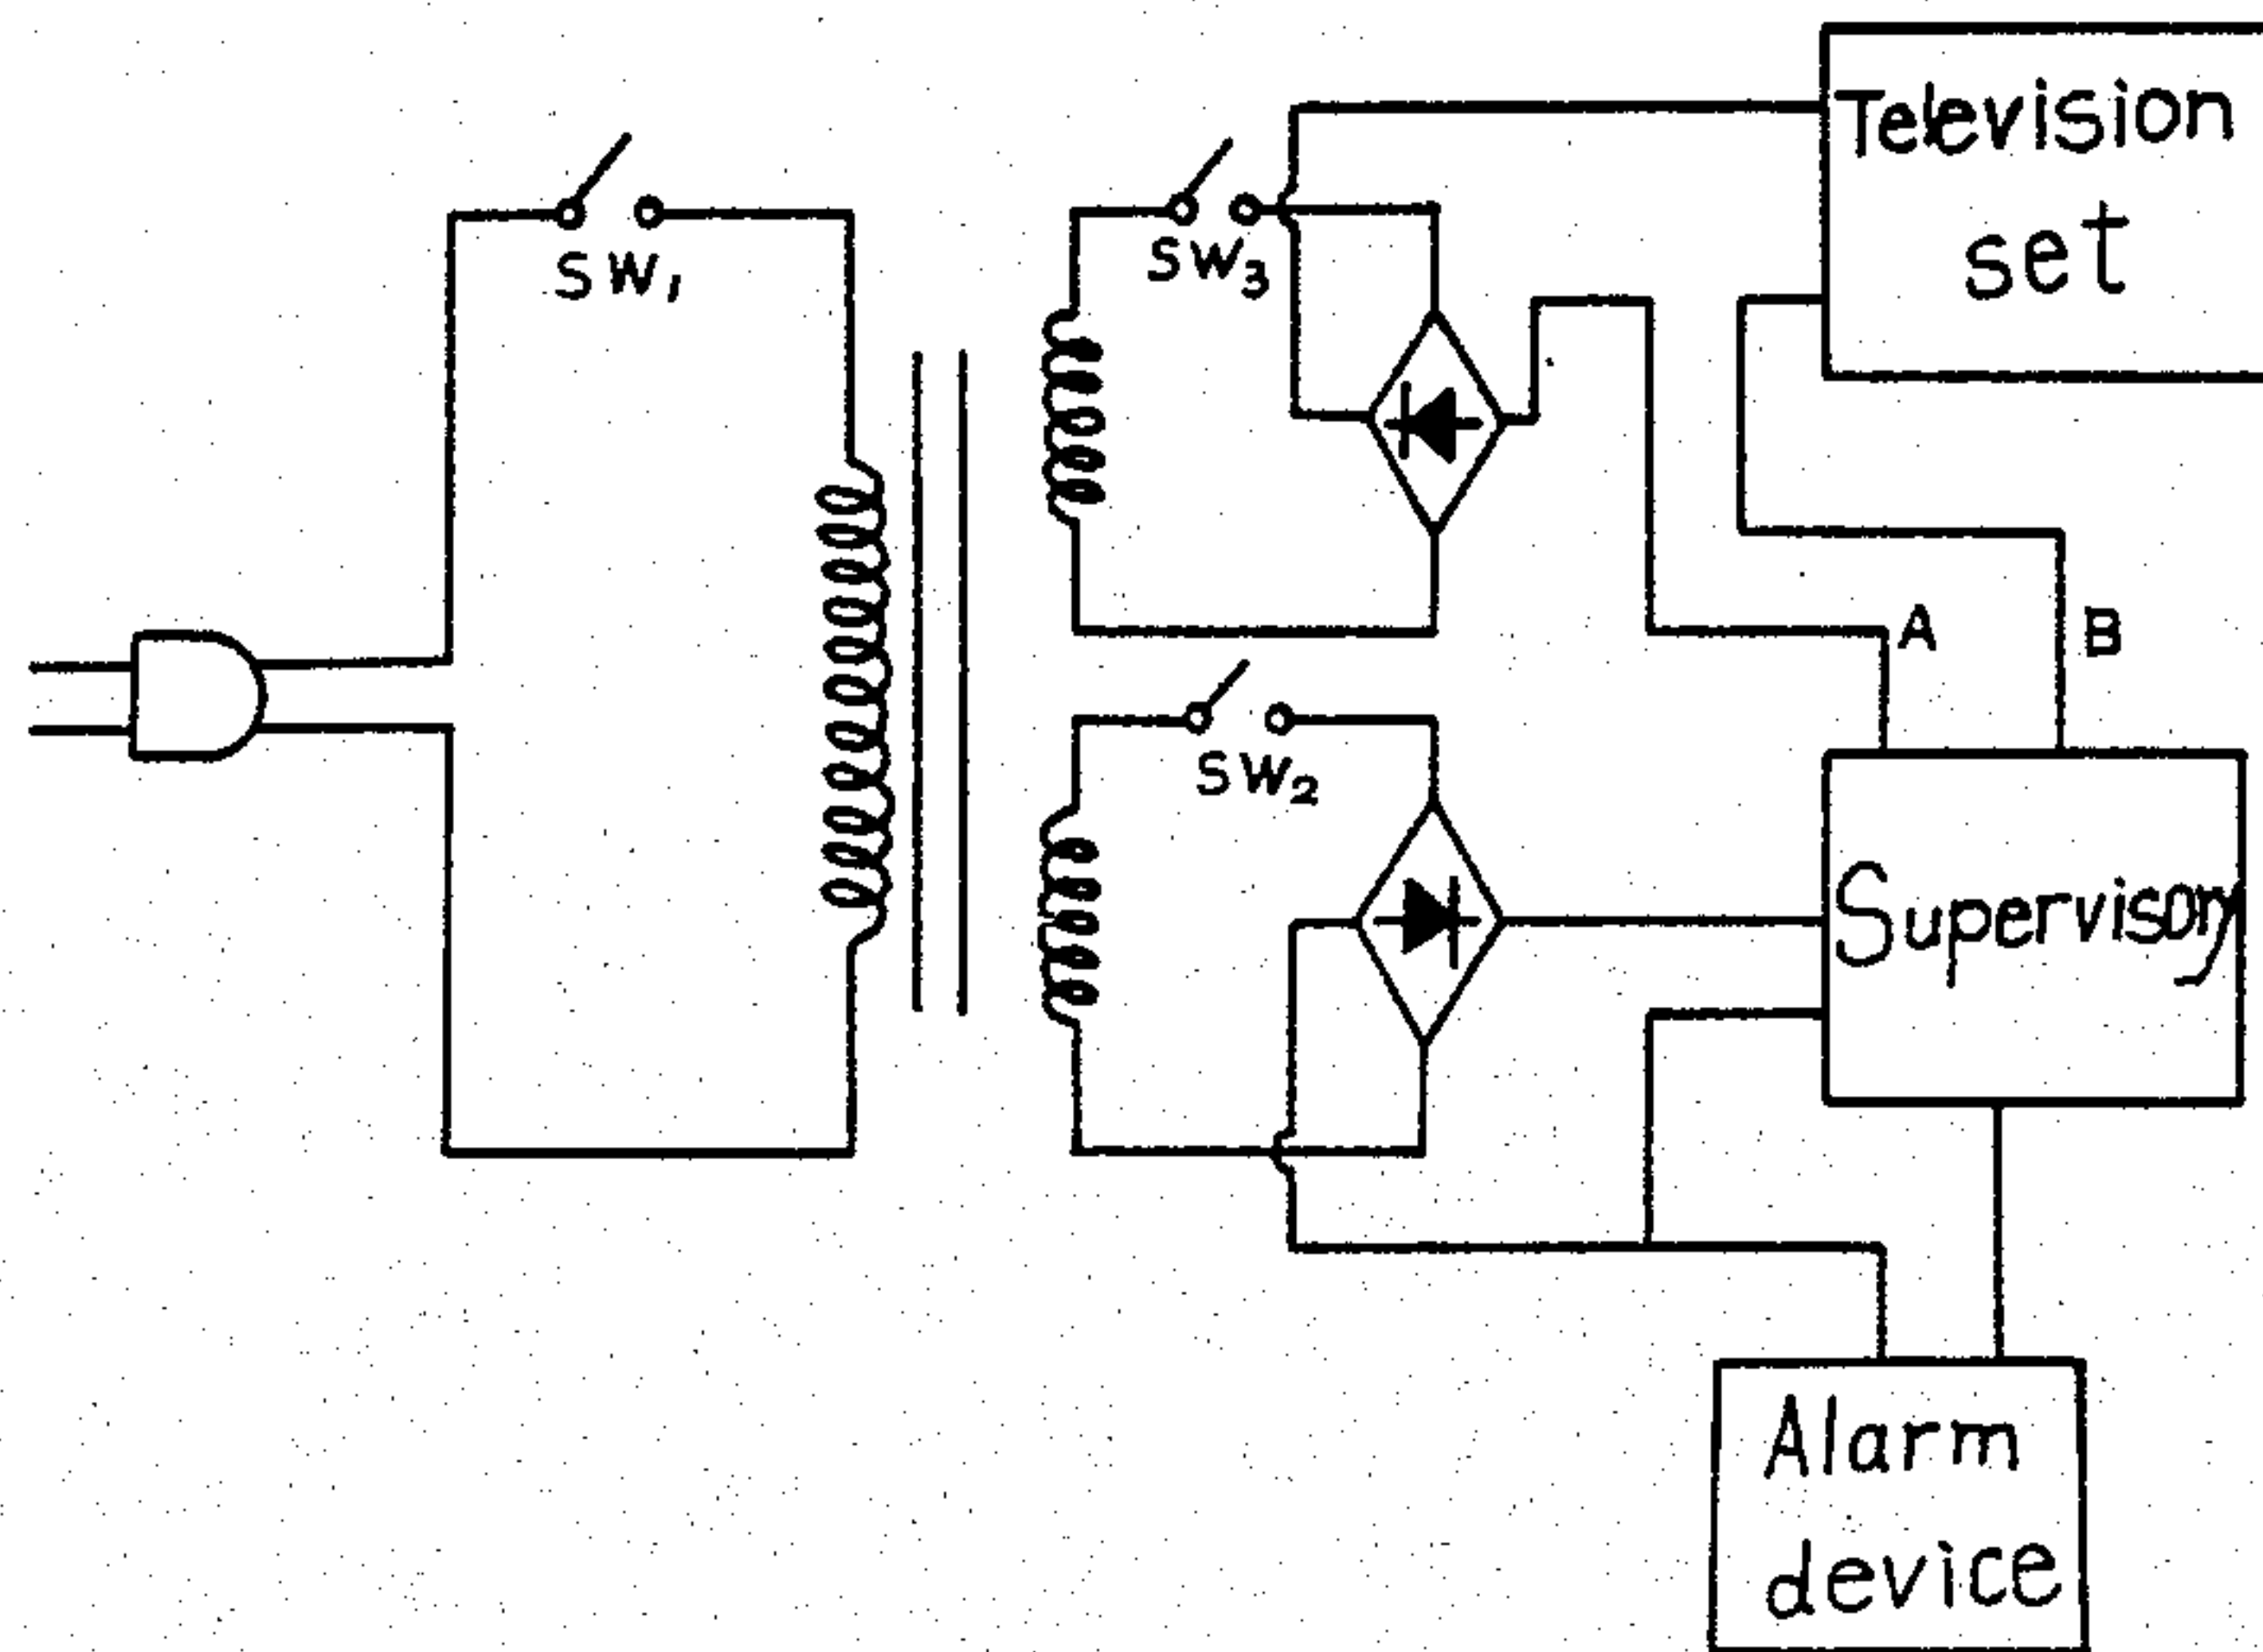 Television
set
SW1
SW3
A
B
SW2
Supervisory
Alarm
device